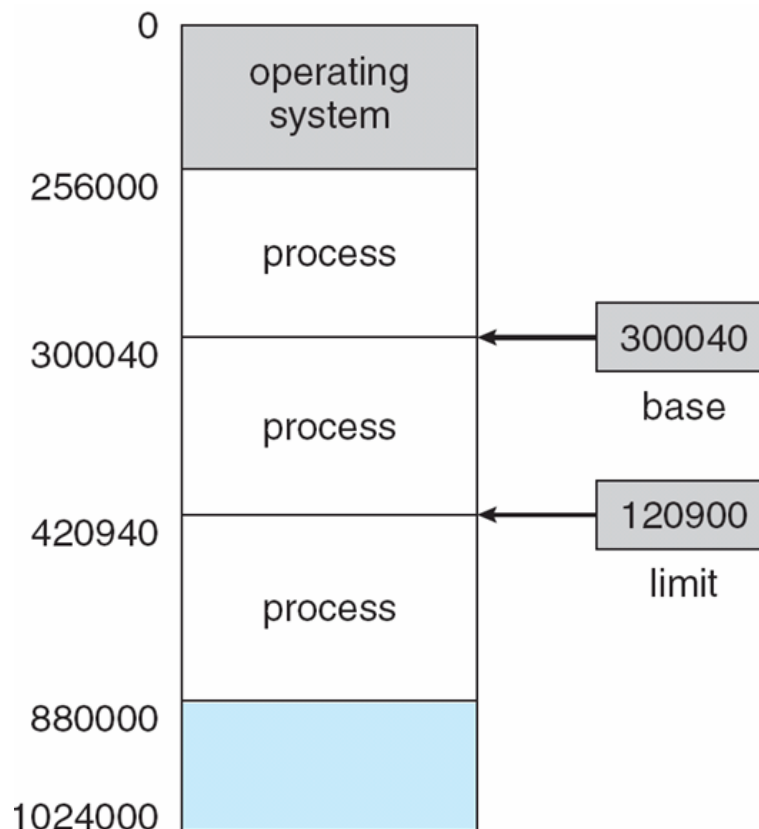 0
operating
system
256000
process
300040
300040
base
process
420940
120900
limit
process
880000
1024000